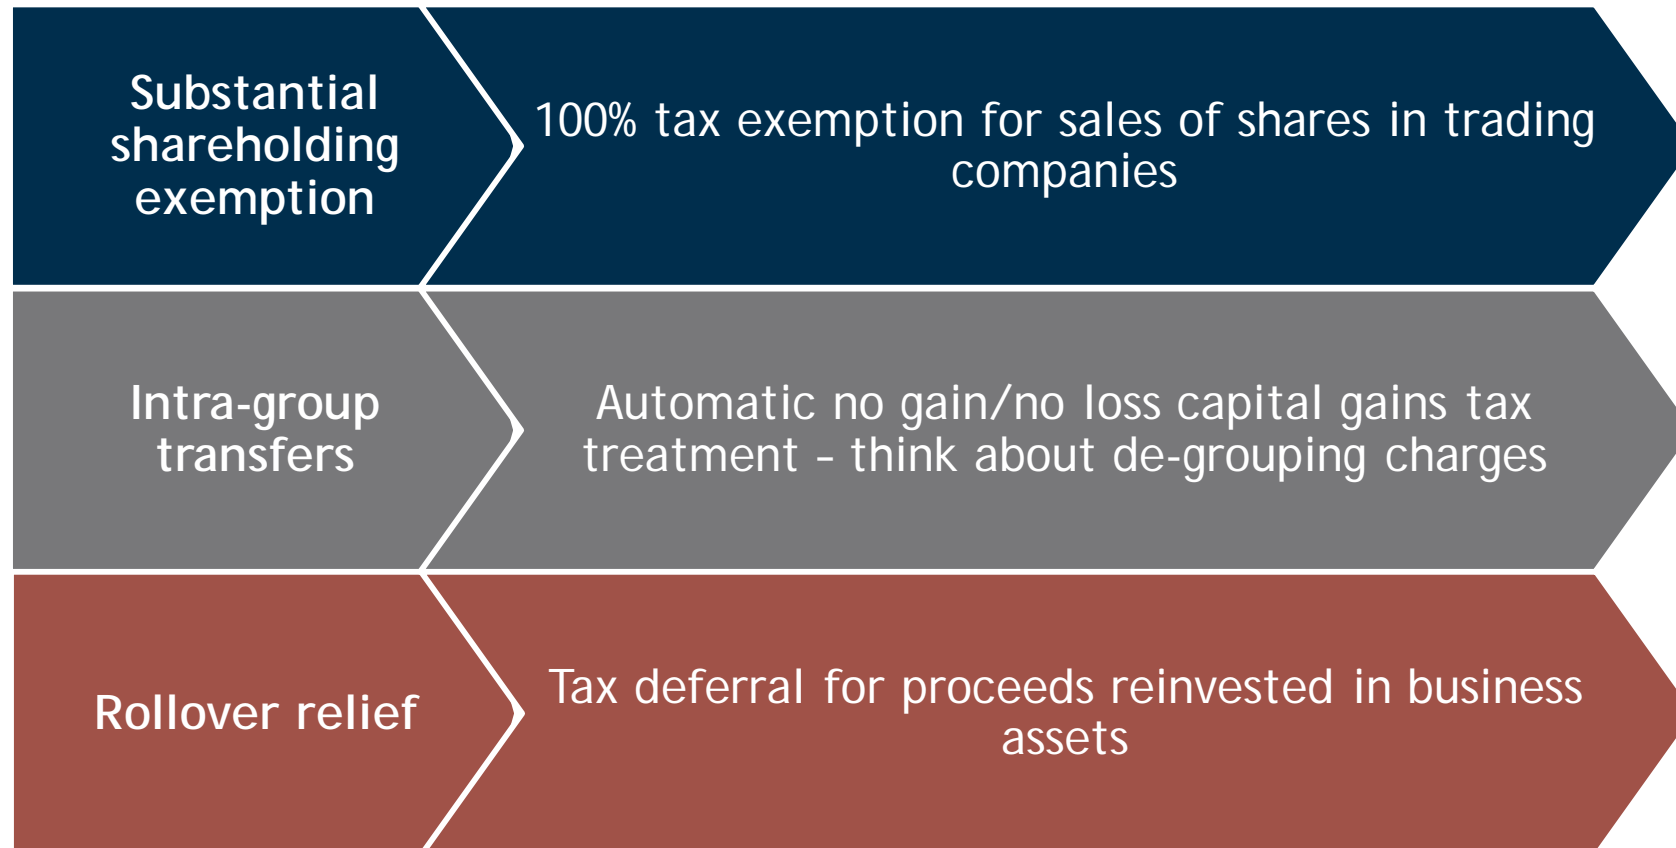 Substantial
shareholding
exemption
100% tax exemption for sales of shares in trading
companies
Intra-group
transfers
Automatic no gain/no loss capital gains tax
treatment – think about de-grouping charges
Rollover relief
Tax deferral for proceeds reinvested in business
assets